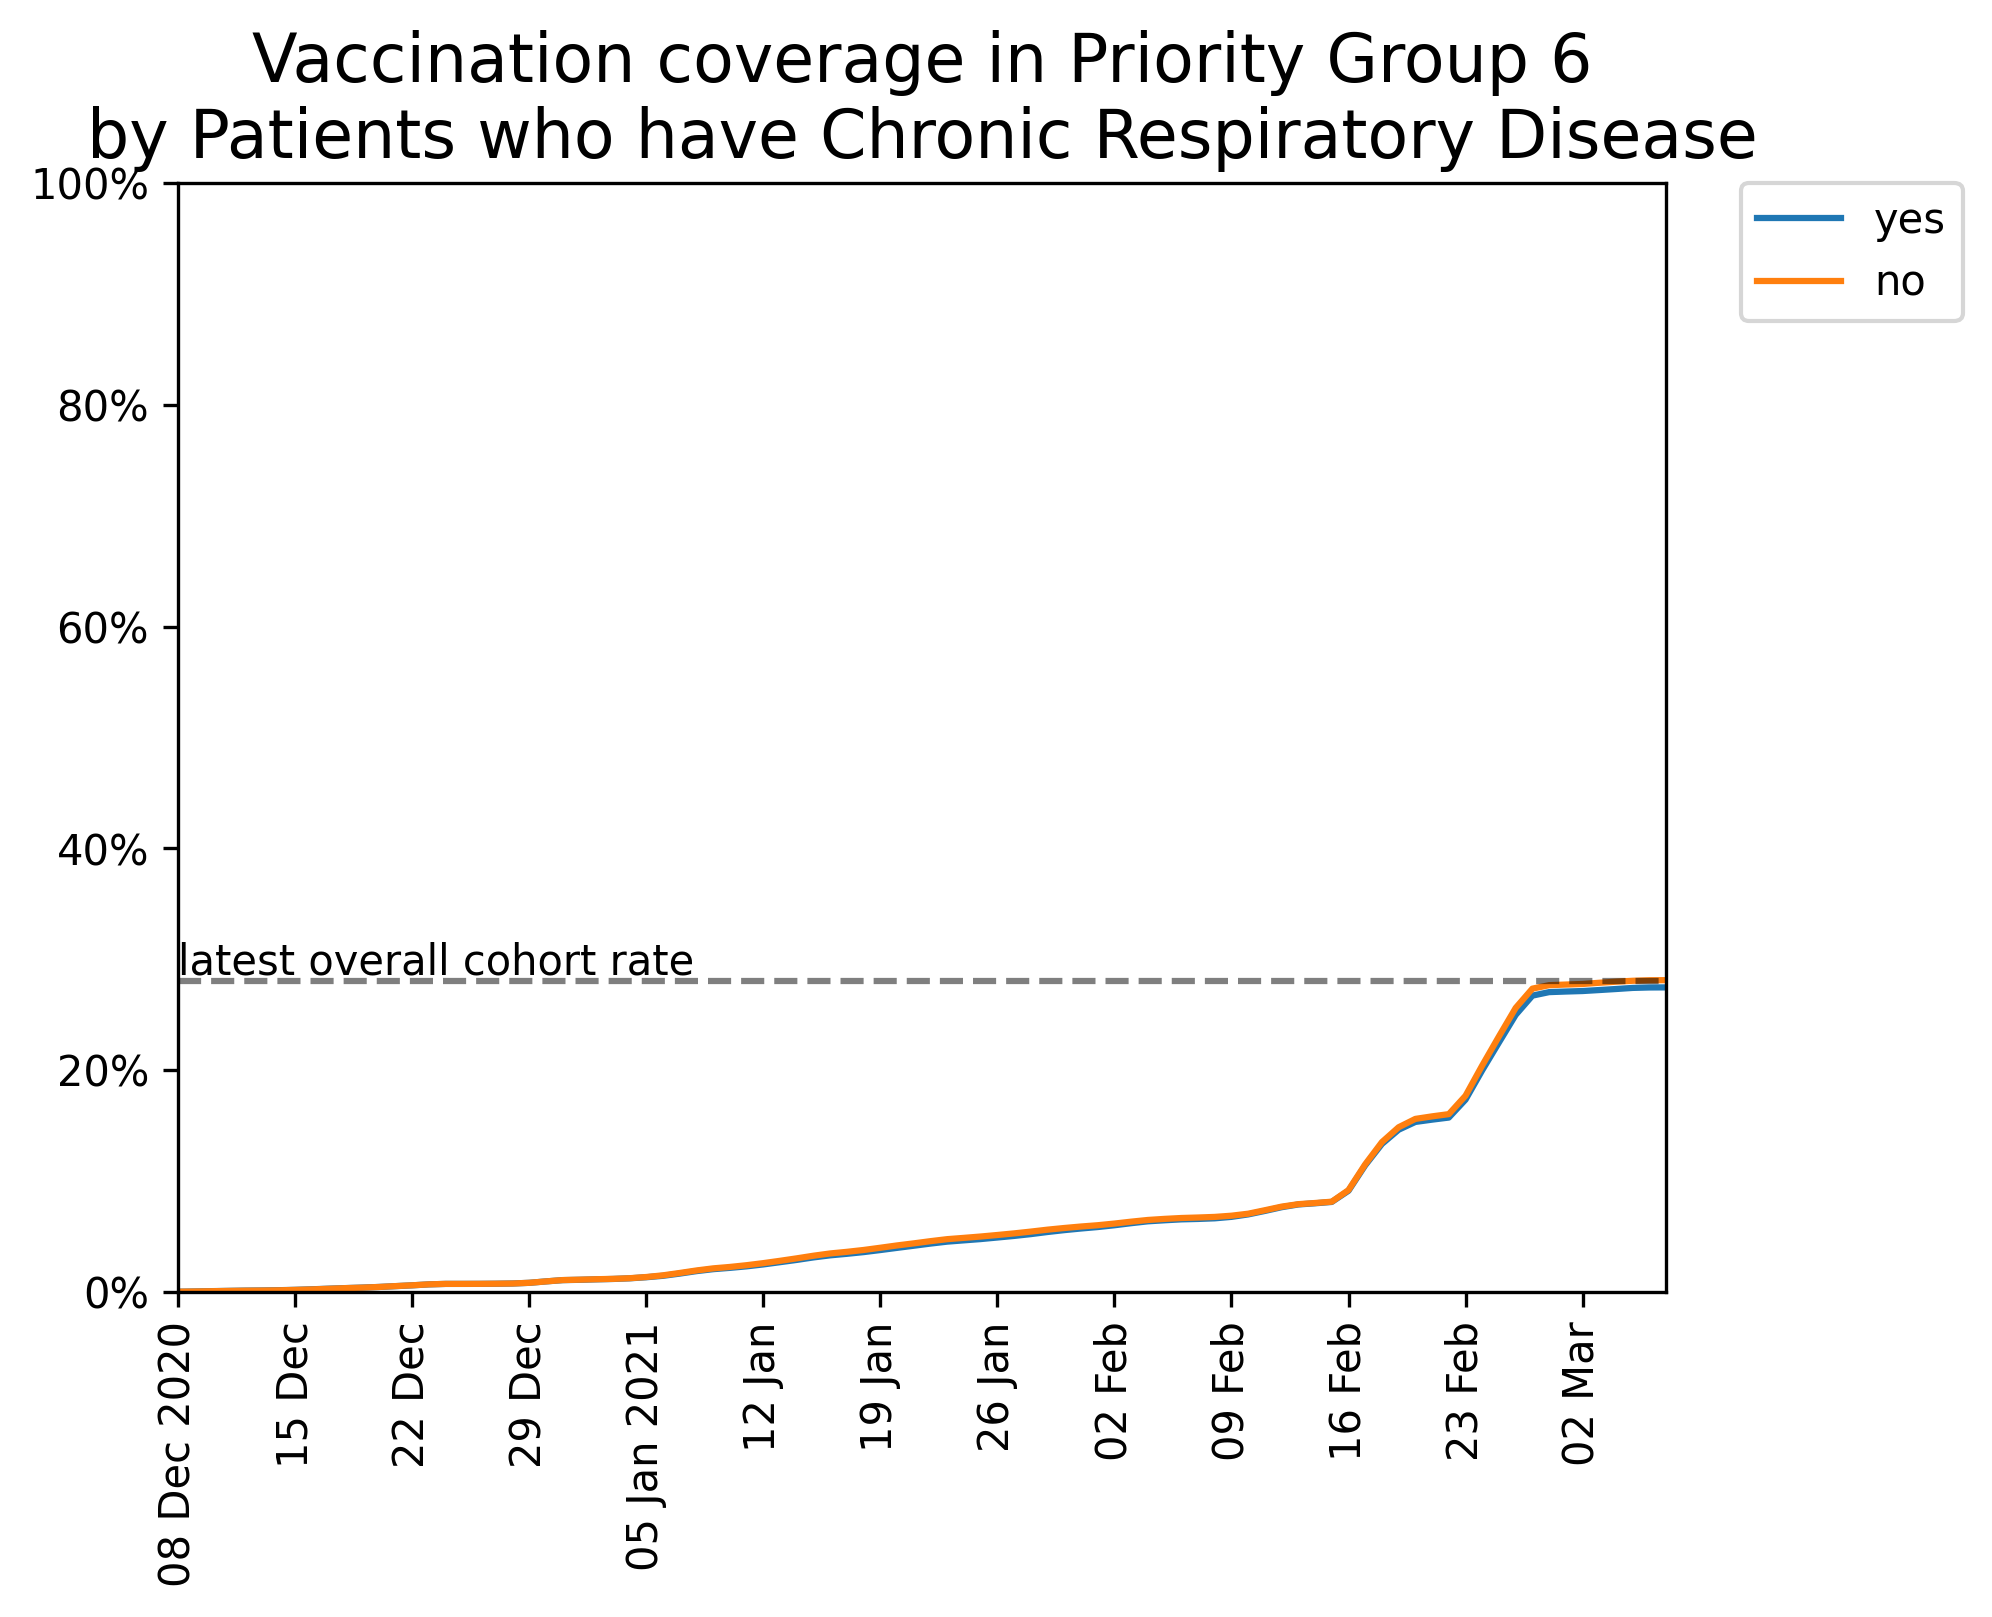 Vaccination coverage in Priority Group 6
by Patients who have Chronic Respiratory Disease
100%
80%
60%
40%
20%
0%
latest overall cohort rate
yes
no
08 Dec 2020
15 Dec
22 Dec
29 Dec
05 Jan 2021
12 Jan
19 Jan
26 Jan
02 Feb
09 Feb
16 Feb
23 Feb
02 Mar